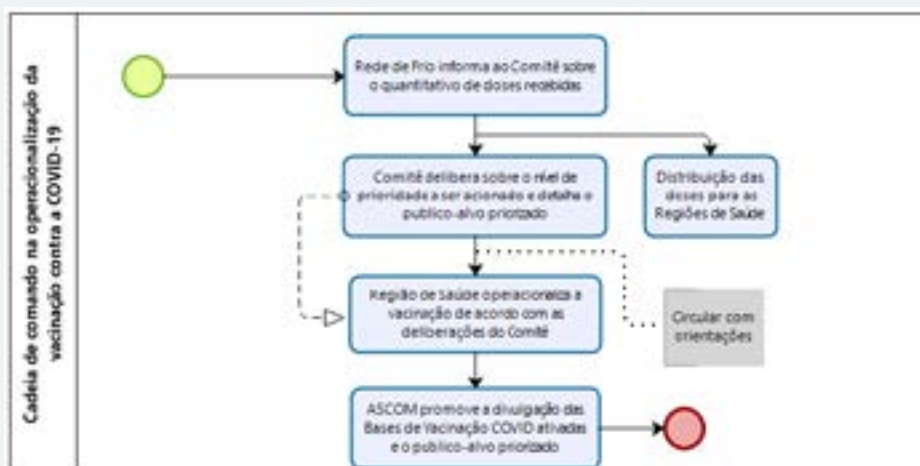 Cadeia de comando na operacionalização da
vacinação contra a COVID-19
Rede de Frio informa ao Comitê sobre
o quantitativo de doses recebidas
Comitê delibera sobre o nível de
prioridade a ser acionado e detalha o
publico-alvo priorizado
Distribuição das
doses para as
Regiões de Saúde
Região de Saúde operacionaliza a
vacinação de acordo com as
deliberações do Comitê
Circular com
orientações
ASCOM promove a divulgação das
Bases de Vacinação COVID ativadas
e o publico-alvo priorizado